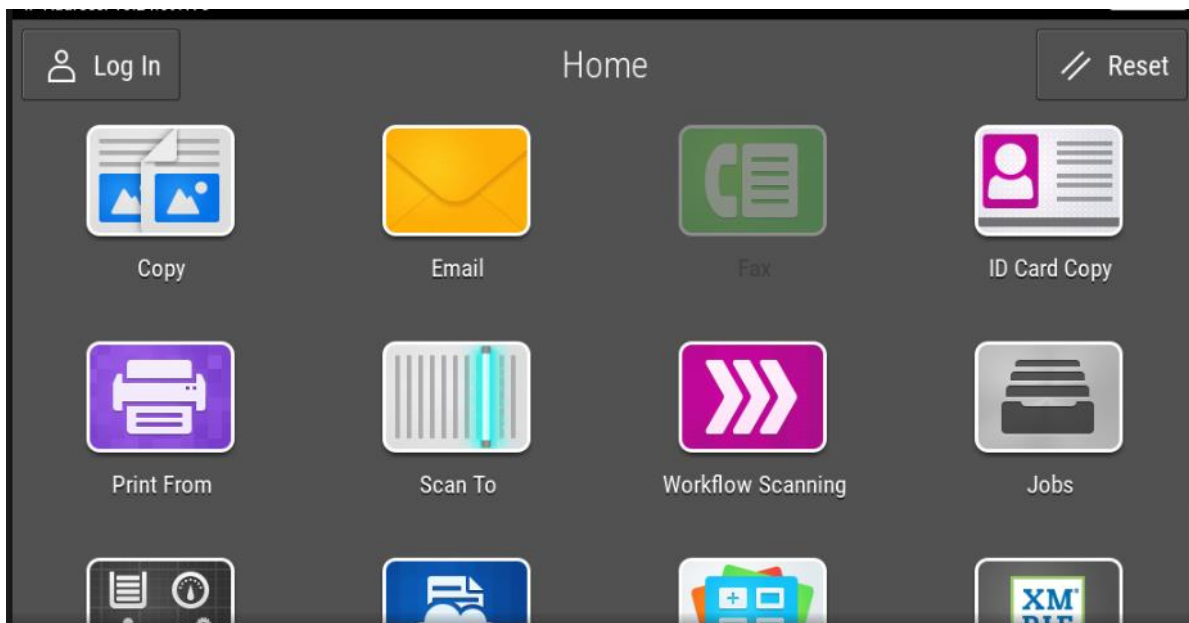 Log In
Home
Reset
Copy
Email
Fax
ID Card Copy
Print From
Scan To
Workflow Scanning
Jobs
XM